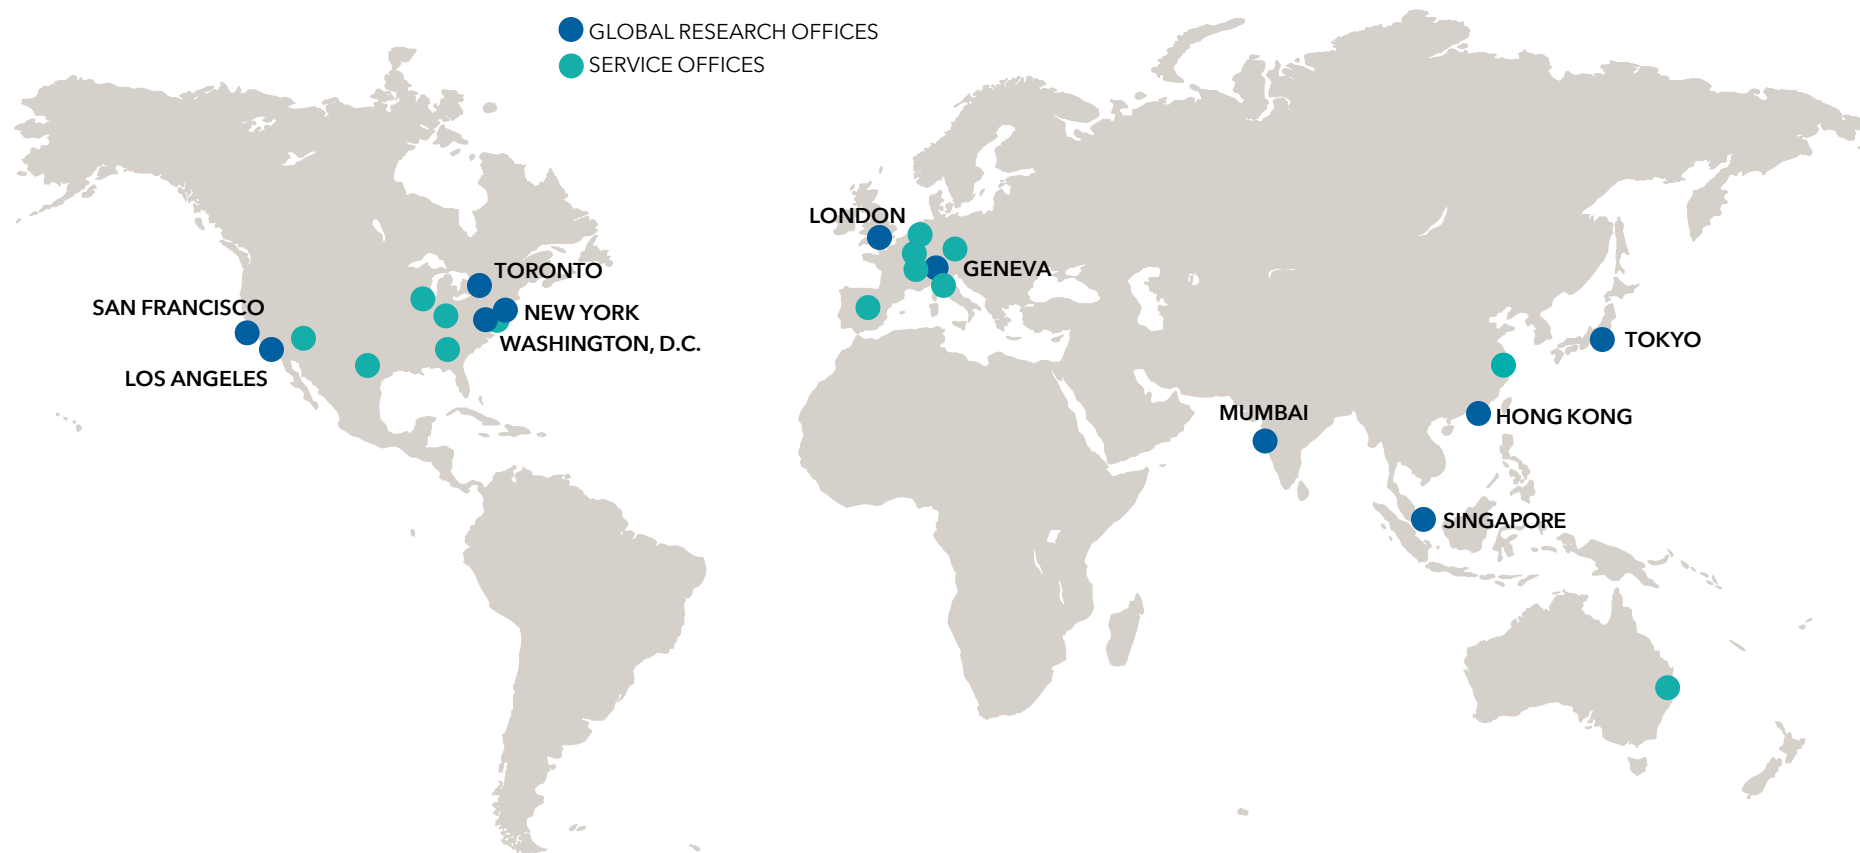 GLOBAL RESEARCH OFFICES
SERVICE OFFICES
LONDON
TORONTO
GENEVA
SAN FRANCISCO
NEW YORK
WASHINGTON, D.C.
TOKYO
LOS ANGELES
MUMBAI
HONG KONG
SINGAPORE